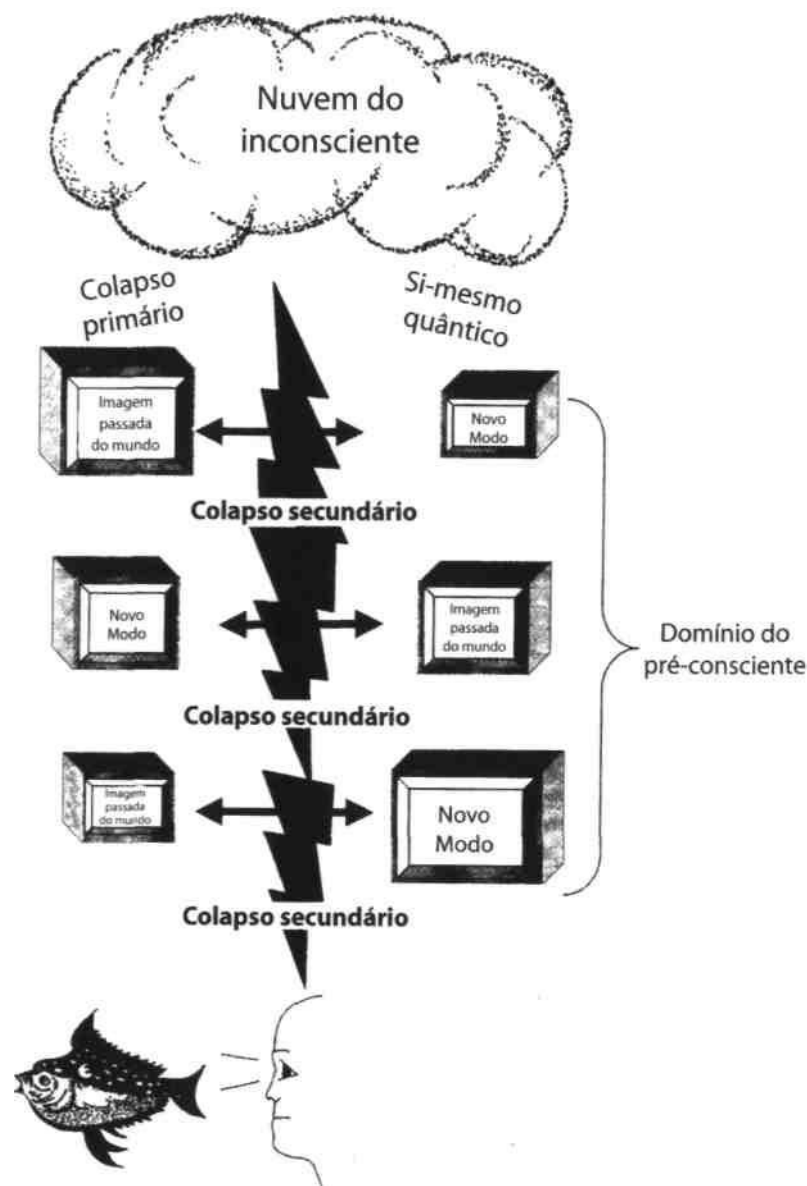 Nuvem do
inconsciente
Colapso
primário
Si-mesmo
quântico
Imagem
passada
do mundo
Novo
Modo
Colapso secundário
Novo
Modo
Imagem
passada
do mundo
Domínio do
pré-consciente
Colapso secundário
Imagem
passada
do mundo
Novo
Modo
Colapso secundário